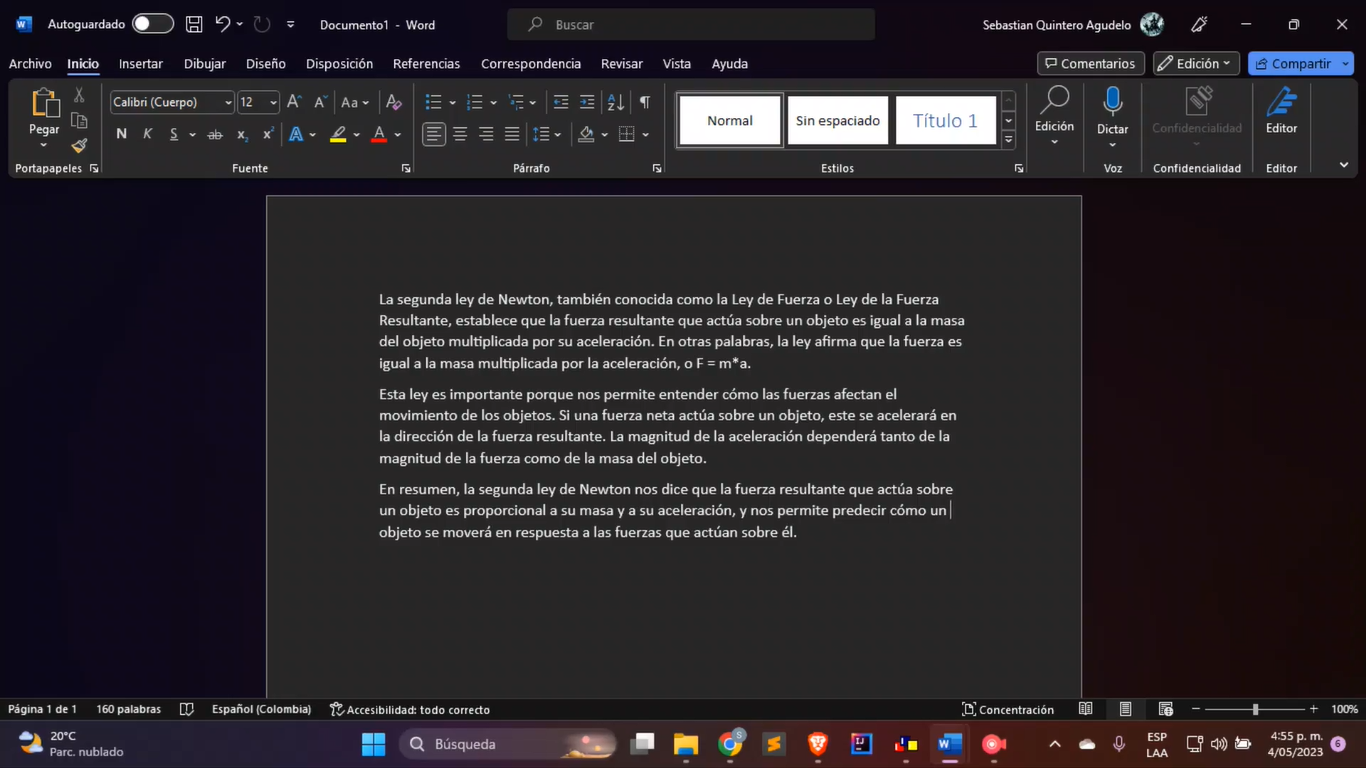 Autoguardado
Documento1 - Word
Buscar
Sebastian Quintero Agudelo
Archivo Inicio Insertar Dibujar Diseño Disposición Referencias Correspondencia Revisar Vista Ayuda
Comentarios Edición Compartir
Pegar
Calibri (Cuerpo) 12 Aa
N K S ab x₂ x² A A
Normal Sin espaciado Título 1
Edición Dictar Confidencialidad Editor
Portapapeles Fuente Párrafo Estilos Voz Confidencialidad Editor
La segunda ley de Newton, también conocida como la Ley de Fuerza o Ley de la Fuerza
Resultante, establece que la fuerza resultante que actúa sobre un objeto es igual a la masa
del objeto multiplicada por su aceleración. En otras palabras, la ley afirma que la fuerza es
igual a la masa multiplicada por la aceleración, o F = m*a.
Esta ley es importante porque nos permite entender cómo las fuerzas afectan el
movimiento de los objetos. Si una fuerza neta actúa sobre un objeto, este se acelerará en
la dirección de la fuerza resultante. La magnitud de la aceleración dependerá tanto de la
magnitud de la fuerza como de la masa del objeto.
En resumen, la segunda ley de Newton nos dice que la fuerza resultante que actúa sobre
un objeto es proporcional a su masa y a su aceleración, y nos permite predecir cómo un
objeto se moverá en respuesta a las fuerzas que actúan sobre él.
Página 1 de 1 160 palabras Español (Colombia) Accesibilidad: todo correcto Concentración 100%
20°C
Parc. nublado
Búsqueda
ESP
LAA
4:55 p. m.
4/05/2023
6